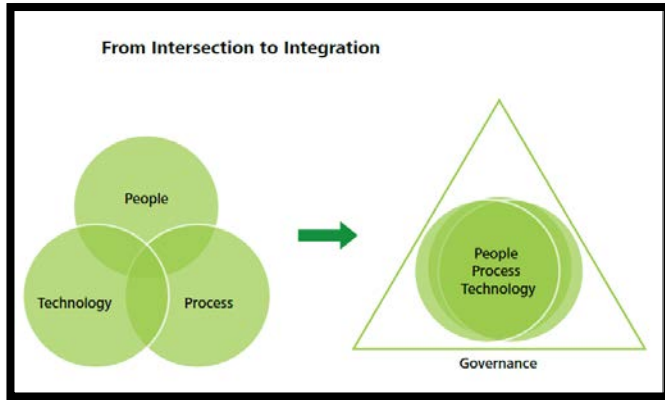 From Intersection to Integration
People
Technology
Process
People
Process
Technology
Governance